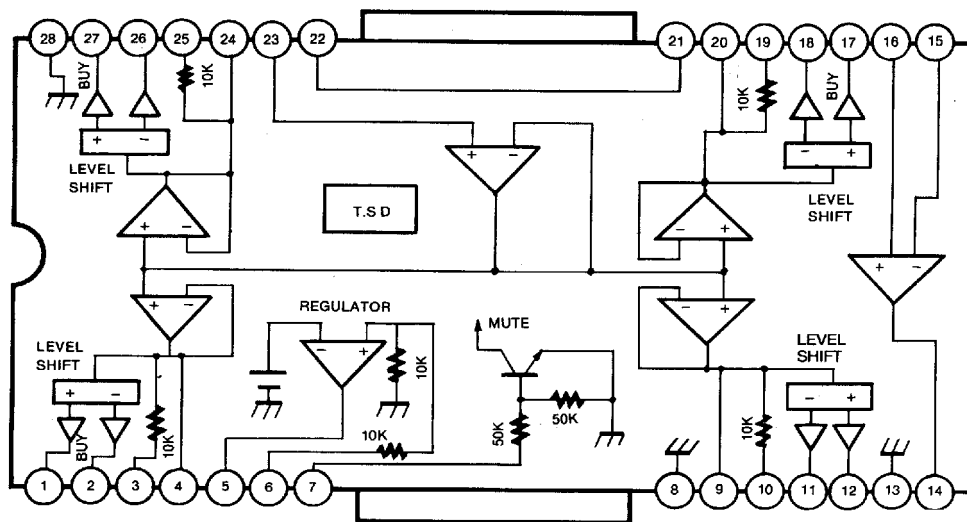 28 27 26 25 24 23 22 21 20 19 18 17 16 15
BUY 10K 10K BUY
+ - - +
LEVEL SHIFT
LEVEL SHIFT
+ -
T.S.D
+ - - + + -
+ - - +
REGULATOR
MUTE
LEVEL SHIFT
LEVEL SHIFT
- +
10K
+ - - +
50K
BUY 10K 10K 50K 10K
1 2 3 4 5 6 7 8 9 10 11 12 13 14